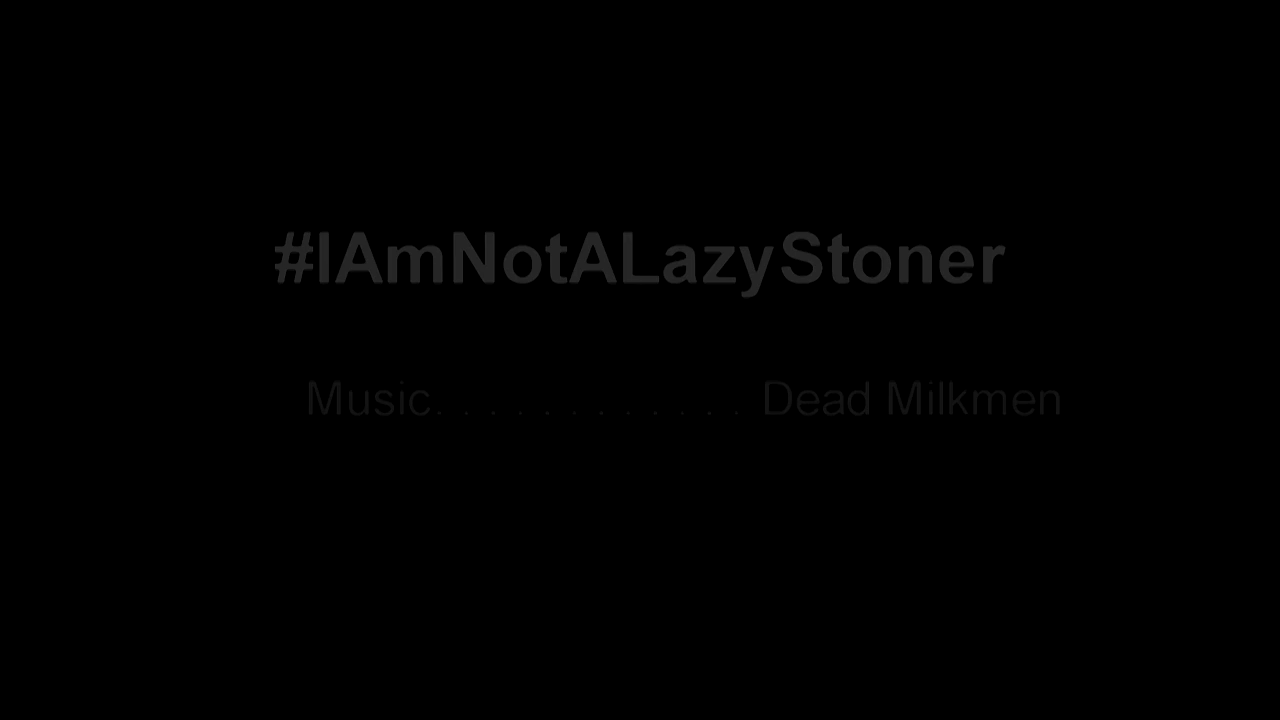 #IAmNotALazyStoner
Music. . . . . . . . . . . . Dead Milkmen